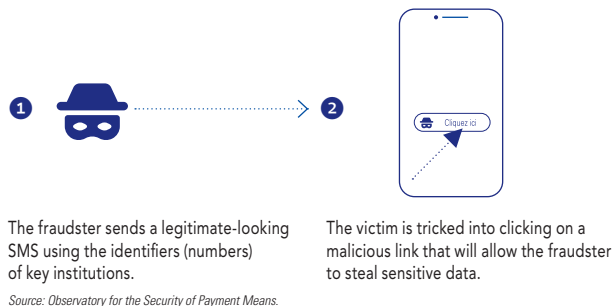 1
2
Cliquez ici
The fraudster sends a legitimate-looking
SMS using the identifiers (numbers)
of key institutions.
The victim is tricked into clicking on a
malicious link that will allow the fraudster
to steal sensitive data.
Source: Observatory for the Security of Payment Means.